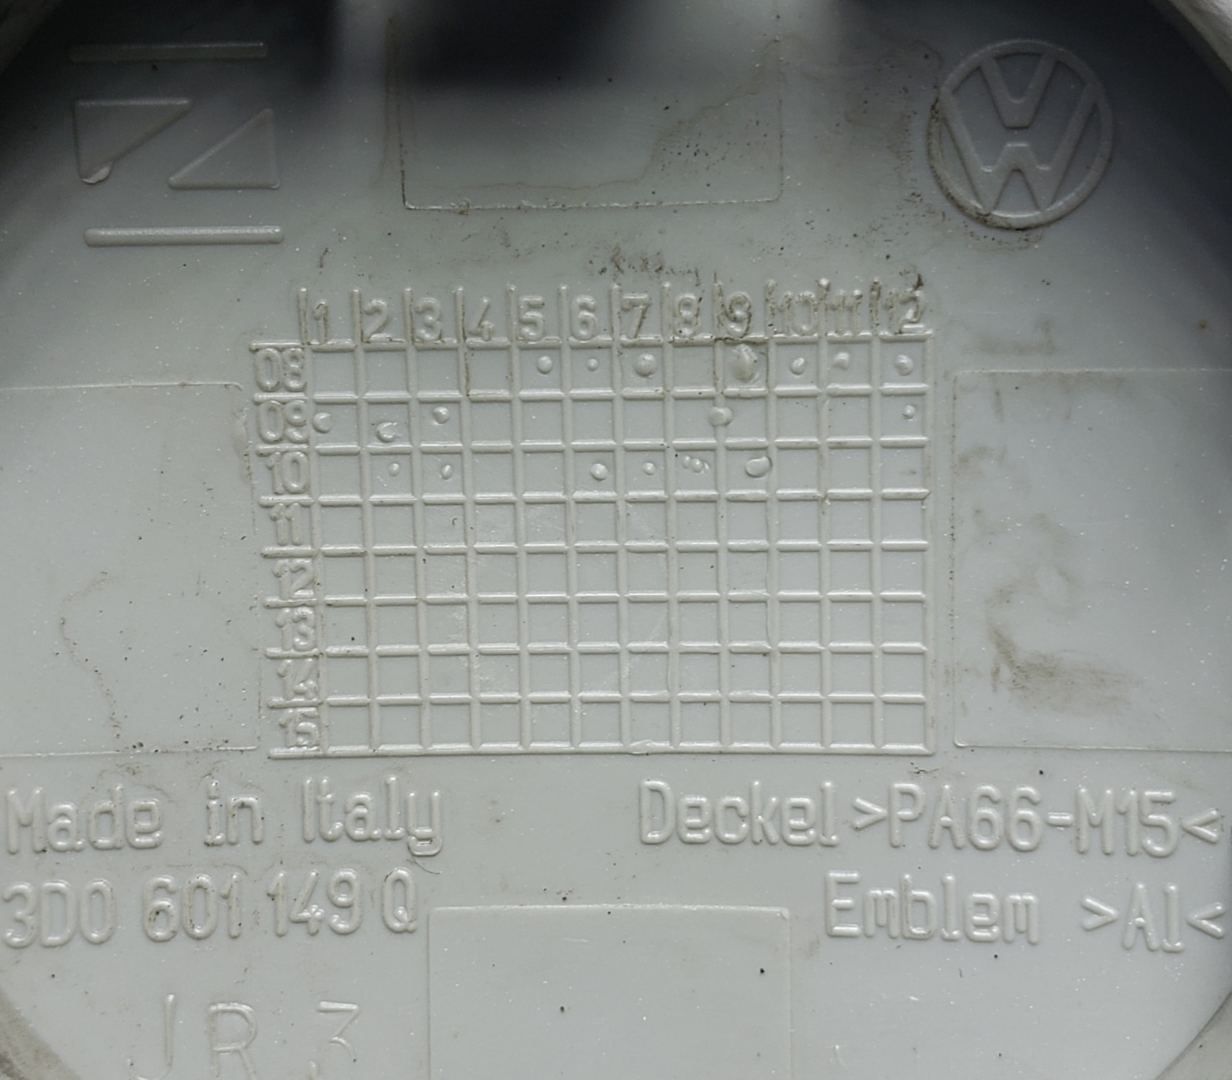 VW
1 2 3 4 5 6 7 8 9 10 11 12
08
09
10
11
12
13
14
15
Made in Italy
Deckel >PA66-M15<
3D0 601 149 Q
Emblem >Al<
JR 3